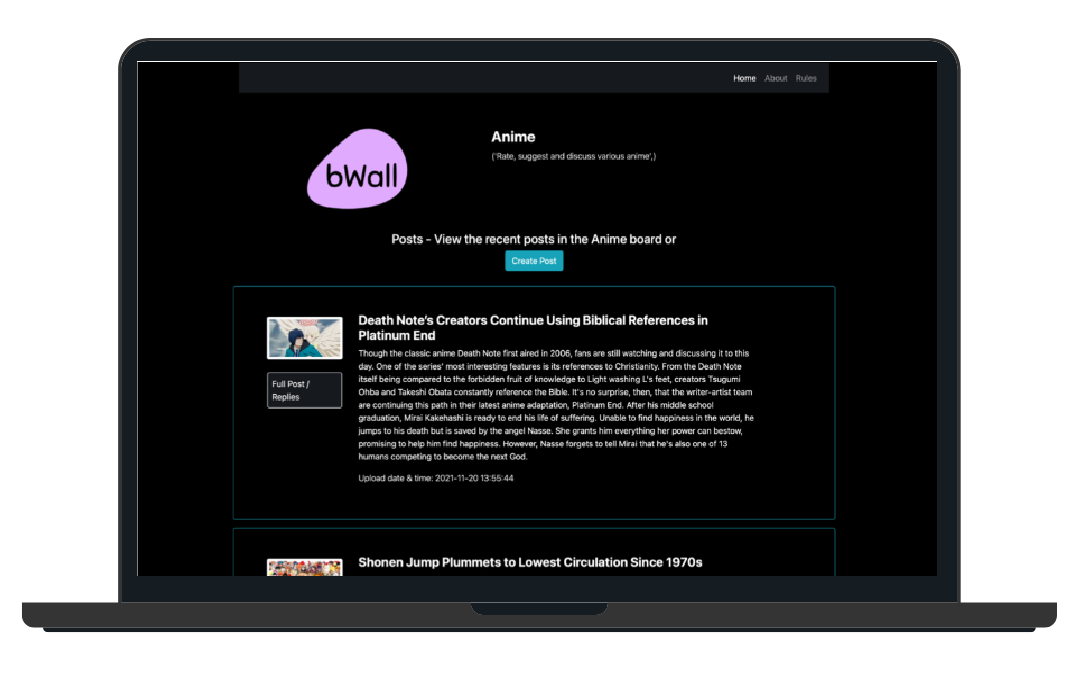 Home About Rules
bWall
Anime
('Rate, suggest and discuss various anime',)
Posts - View the recent posts in the Anime board or
Create Post
Full Post /
Replies
Death Note's Creators Continue Using Biblical References in
Platinum End
Though the classic anime Death Note first aired in 2006, fans are still watching and discussing it to this
day. One of the series' most interesting features is its references to Christianity. From the Death Note
itself being compared to the forbidden fruit of knowledge to Light washing L's feet, creators Tsugumi
Ohba and Takeshi Obata constantly reference the Bible. It's no surprise, then, that the writer-artist team
are continuing this path in their latest anime adaptation, Platinum End. After his middle school
graduation, Mirai Kakehashi is ready to end his life of suffering. Unable to find happiness in the world, he
jumps to his death but is saved by the angel Nasse. She grants him everything her power can bestow,
promising to help him find happiness. However, Nasse forgets to tell Mirai that he's also one of 13
humans competing to become the next God.
Upload date & time: 2021-11-20 13:55:44
Shonen Jump Plummets to Lowest Circulation Since 1970s